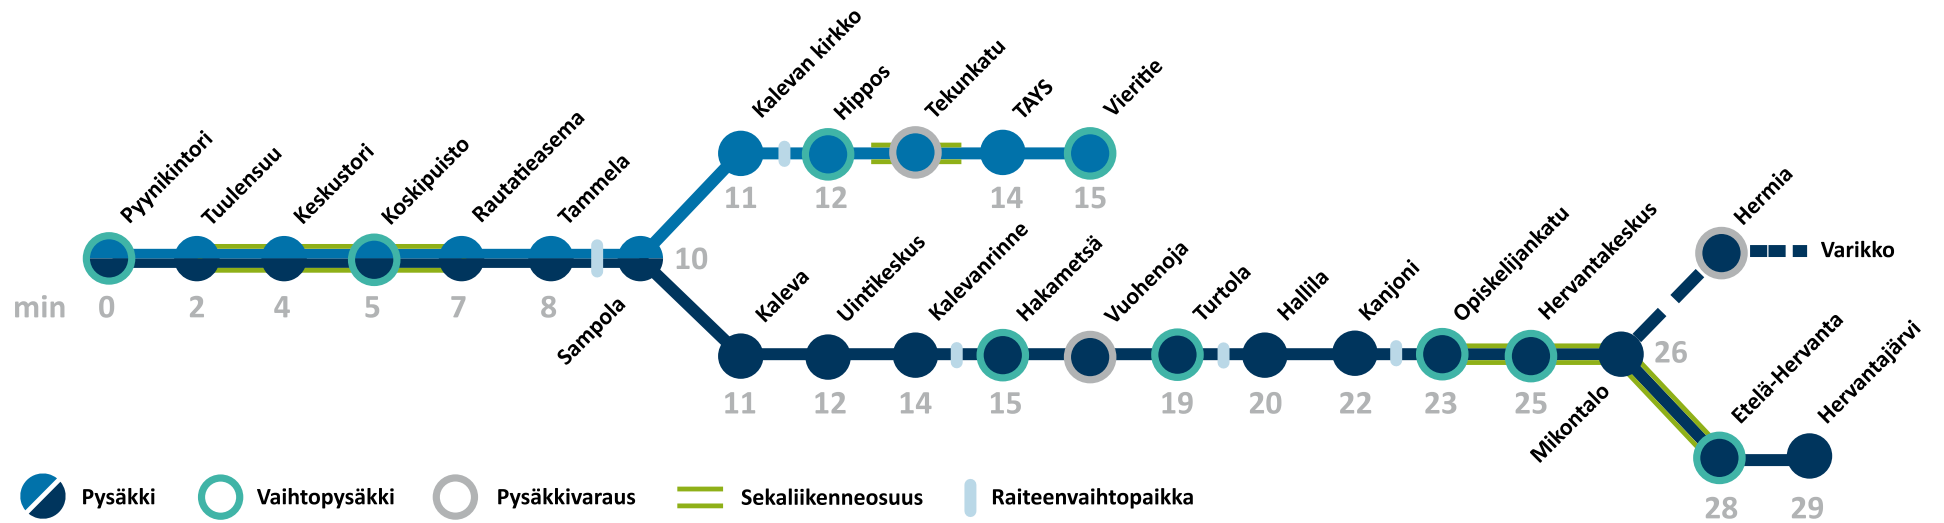 Pyynikintori
Tuulensuu
Keskustori
Koskipuisto
Rautatieasema
Tammela
Sampola
10
min 0 2 4 5 7 8
Kalevan kirkko
Hippos
Tekunkatu
TAYS
Vieritie
11 12 14 15
Kaleva
Uintikeskus
Kalevanrinne
Hakametsä
Vuohenoja
Turtola
Hallila
Kanjoni
Opiskelijankatu
Hervantakeskus
Mikontalo
26
11 12 14 15 19 20 22 23 25
Hermia
Varikko
Etelä-Hervanta
Hervantajärvi
28 29
Pysäkki
Vaihtopysäkki
Pysäkkivaraus
Sekaliikenneosuus
Raiteenvaihtopaikka